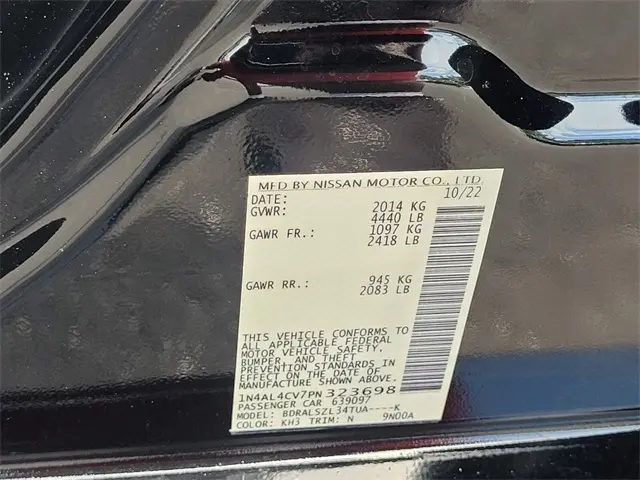 MFD BY NISSAN MOTOR CO., LTD
DATE: 10/22
GVWR: 2014 KG
4440 LB
GAWR FR.: 1097 KG
2418 LB
GAWR RR.: 945 KG
2083 LB
THIS VEHICLE CONFORMS TO
ALL APPLICABLE FEDERAL
MOTOR VEHICLE SAFETY,
BUMPER, AND THEFT
PREVENTION STANDARDS IN
EFFECT ON THE DATE OF
MANUFACTURE SHOWN ABOVE.
1N4AL4CV7PN323698
PASSENGER CAR 639097
MODEL: BDRALSZL34TUA----K
COLOR: KH3 TRIM: N 9N00A